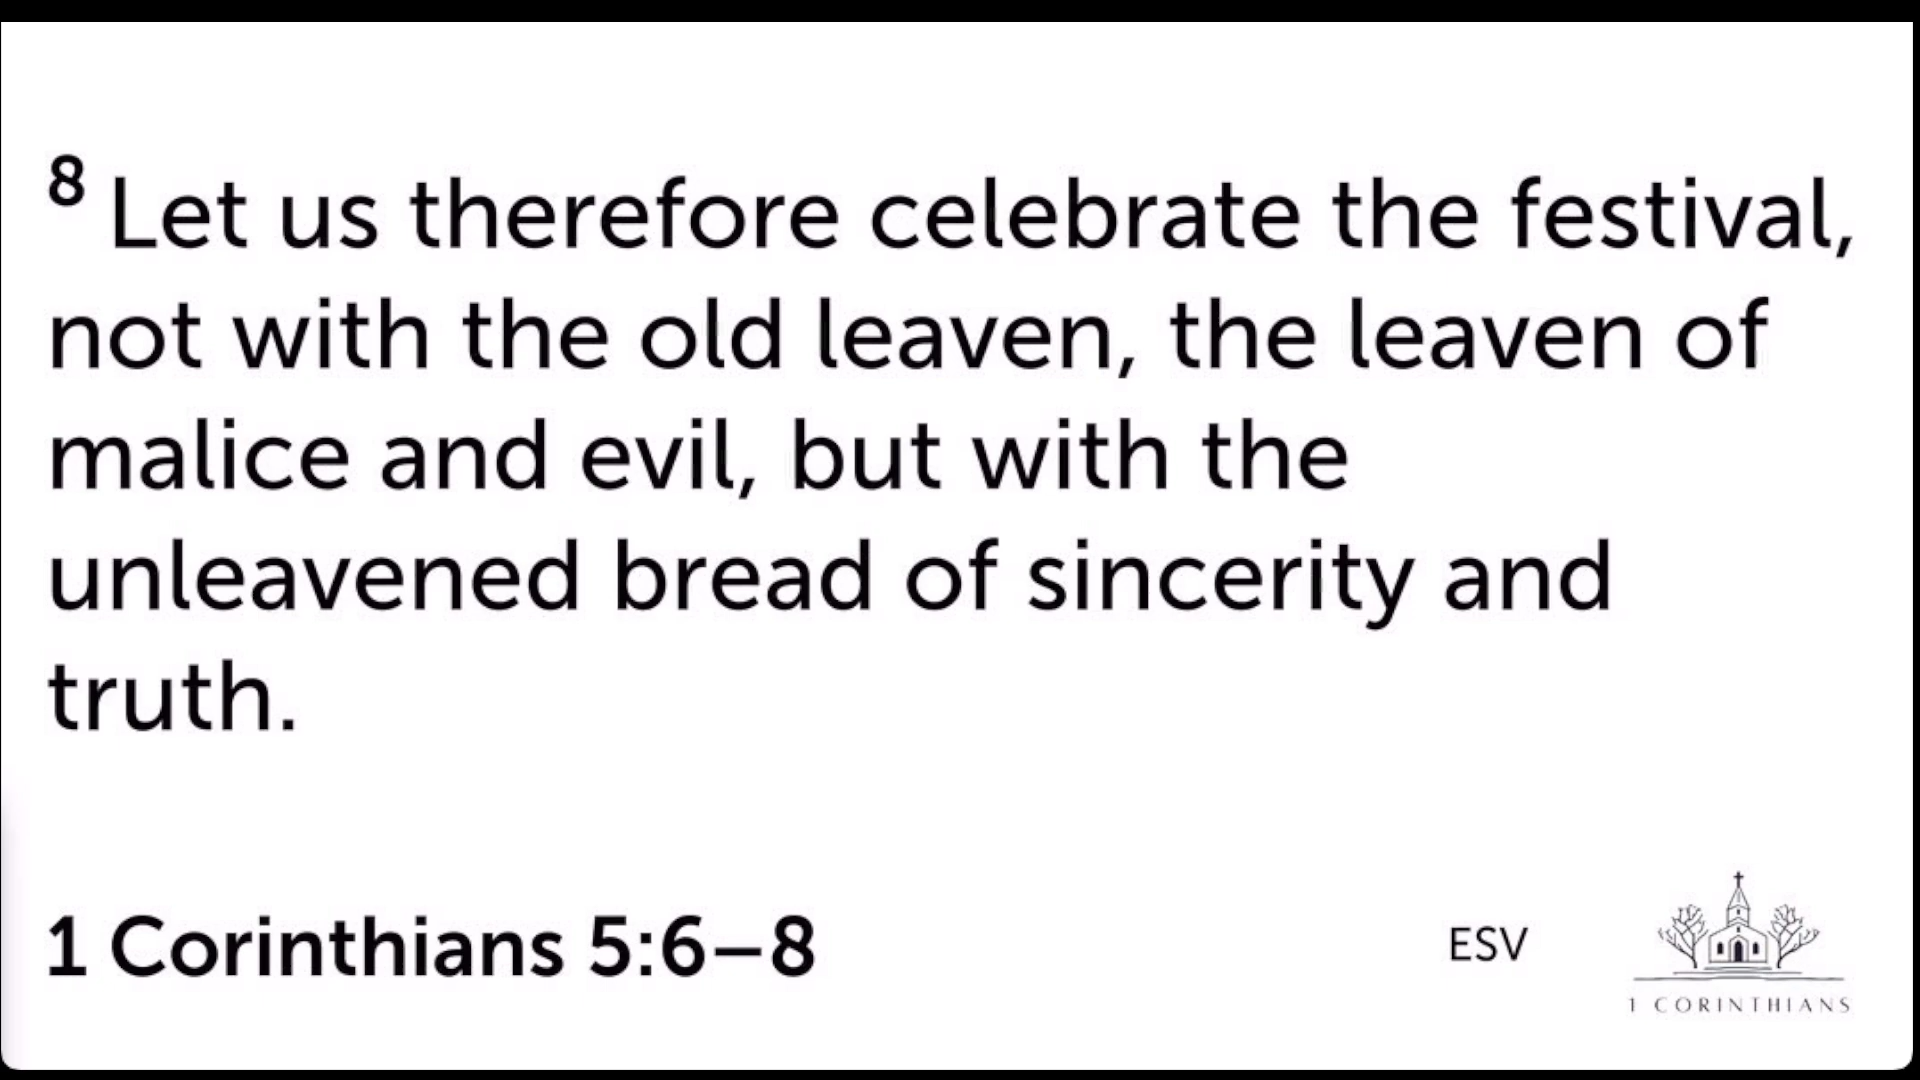 8 Let us therefore celebrate the festival,
not with the old leaven, the leaven of
malice and evil, but with the
unleavened bread of sincerity and
truth.
1 Corinthians 5:6–8
ESV
1 CORINTHIANS